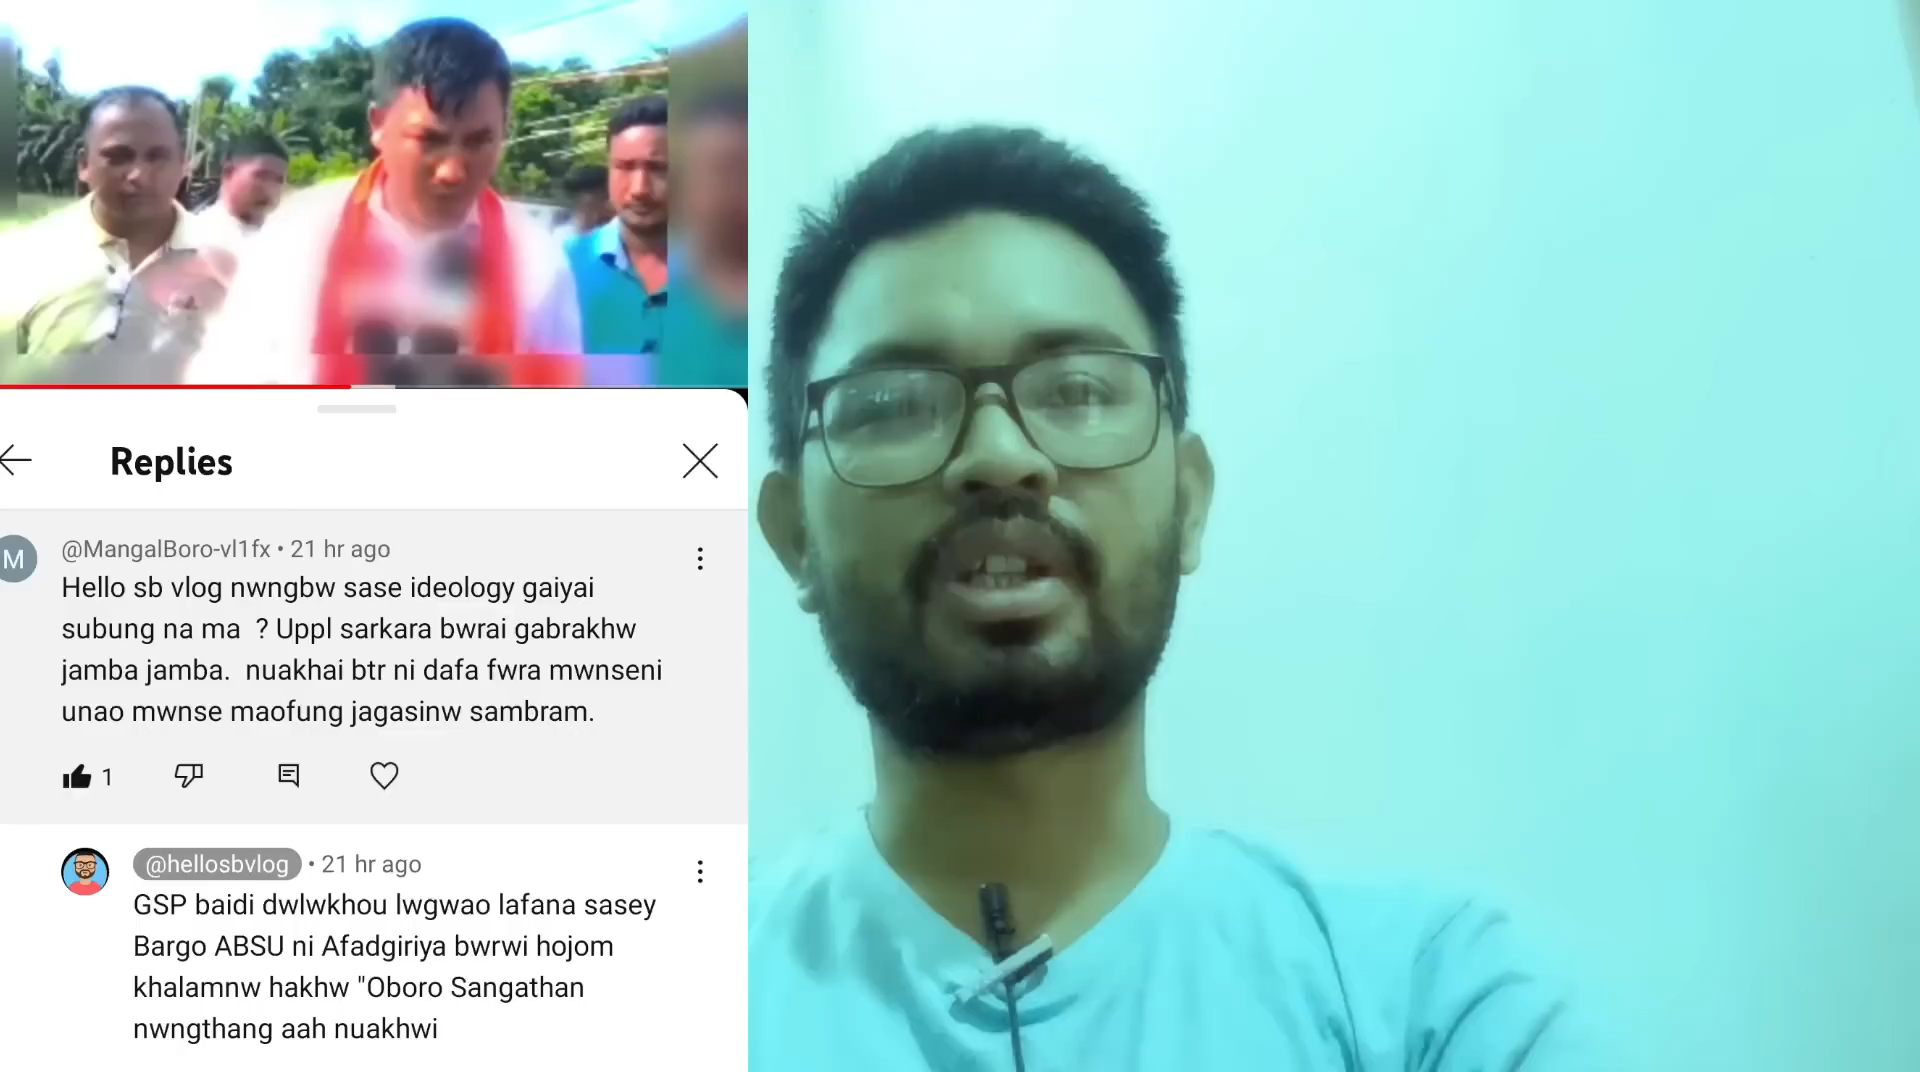 Replies
@MangalBoro-vl1fx • 21 hr ago
Hello sb vlog nwngbw sase ideology gaiyai
subung na ma ? Uppl sarkara bwrai gabrakhw
jamba jamba. nuakhai btr ni dafa fwra mwnseni
unao mwnse maofung jagasinw sambram.
1
@hellosbvlog • 21 hr ago
GSP baidi dwlwkhou lwgwao lafana sasey
Bargo ABSU ni Afadgiriya bwrwi hojom
khalamnw hakhw "Oboro Sangathan
nwngthang aah nuakhwi
M